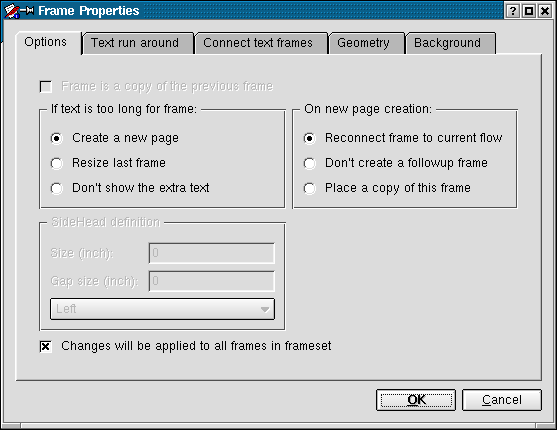 Frame Properties
Options
Text run around
Connect text frames
Geometry
Background
Frame is a copy of the previous frame
If text is too long for frame:
Create a new page
Resize last frame
Don't show the extra text
On new page creation:
Reconnect frame to current flow
Don't create a followup frame
Place a copy of this frame
SideHead definition
Size (inch): 0
Gap size (inch): 0
Left
Changes will be applied to all frames in frameset
OK
Cancel